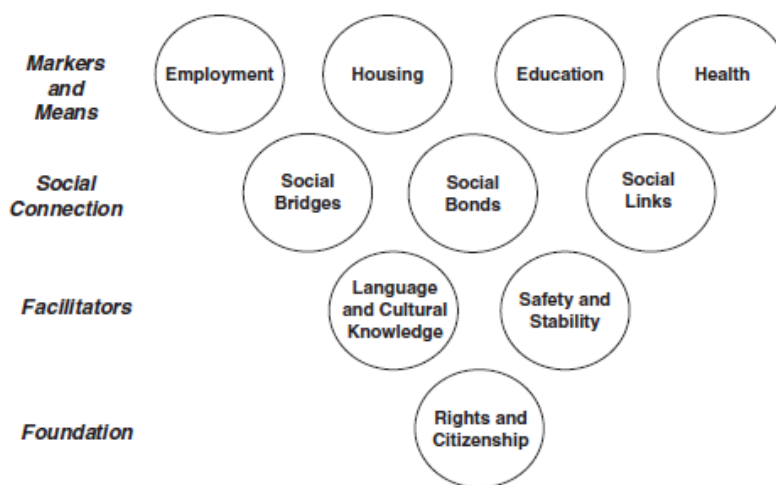 Markers
and
Means
Employment
Housing
Education
Health
Social
Connection
Social
Bridges
Social
Bonds
Social
Links
Facilitators
Language
and Cultural
Knowledge
Safety and
Stability
Foundation
Rights and
Citizenship